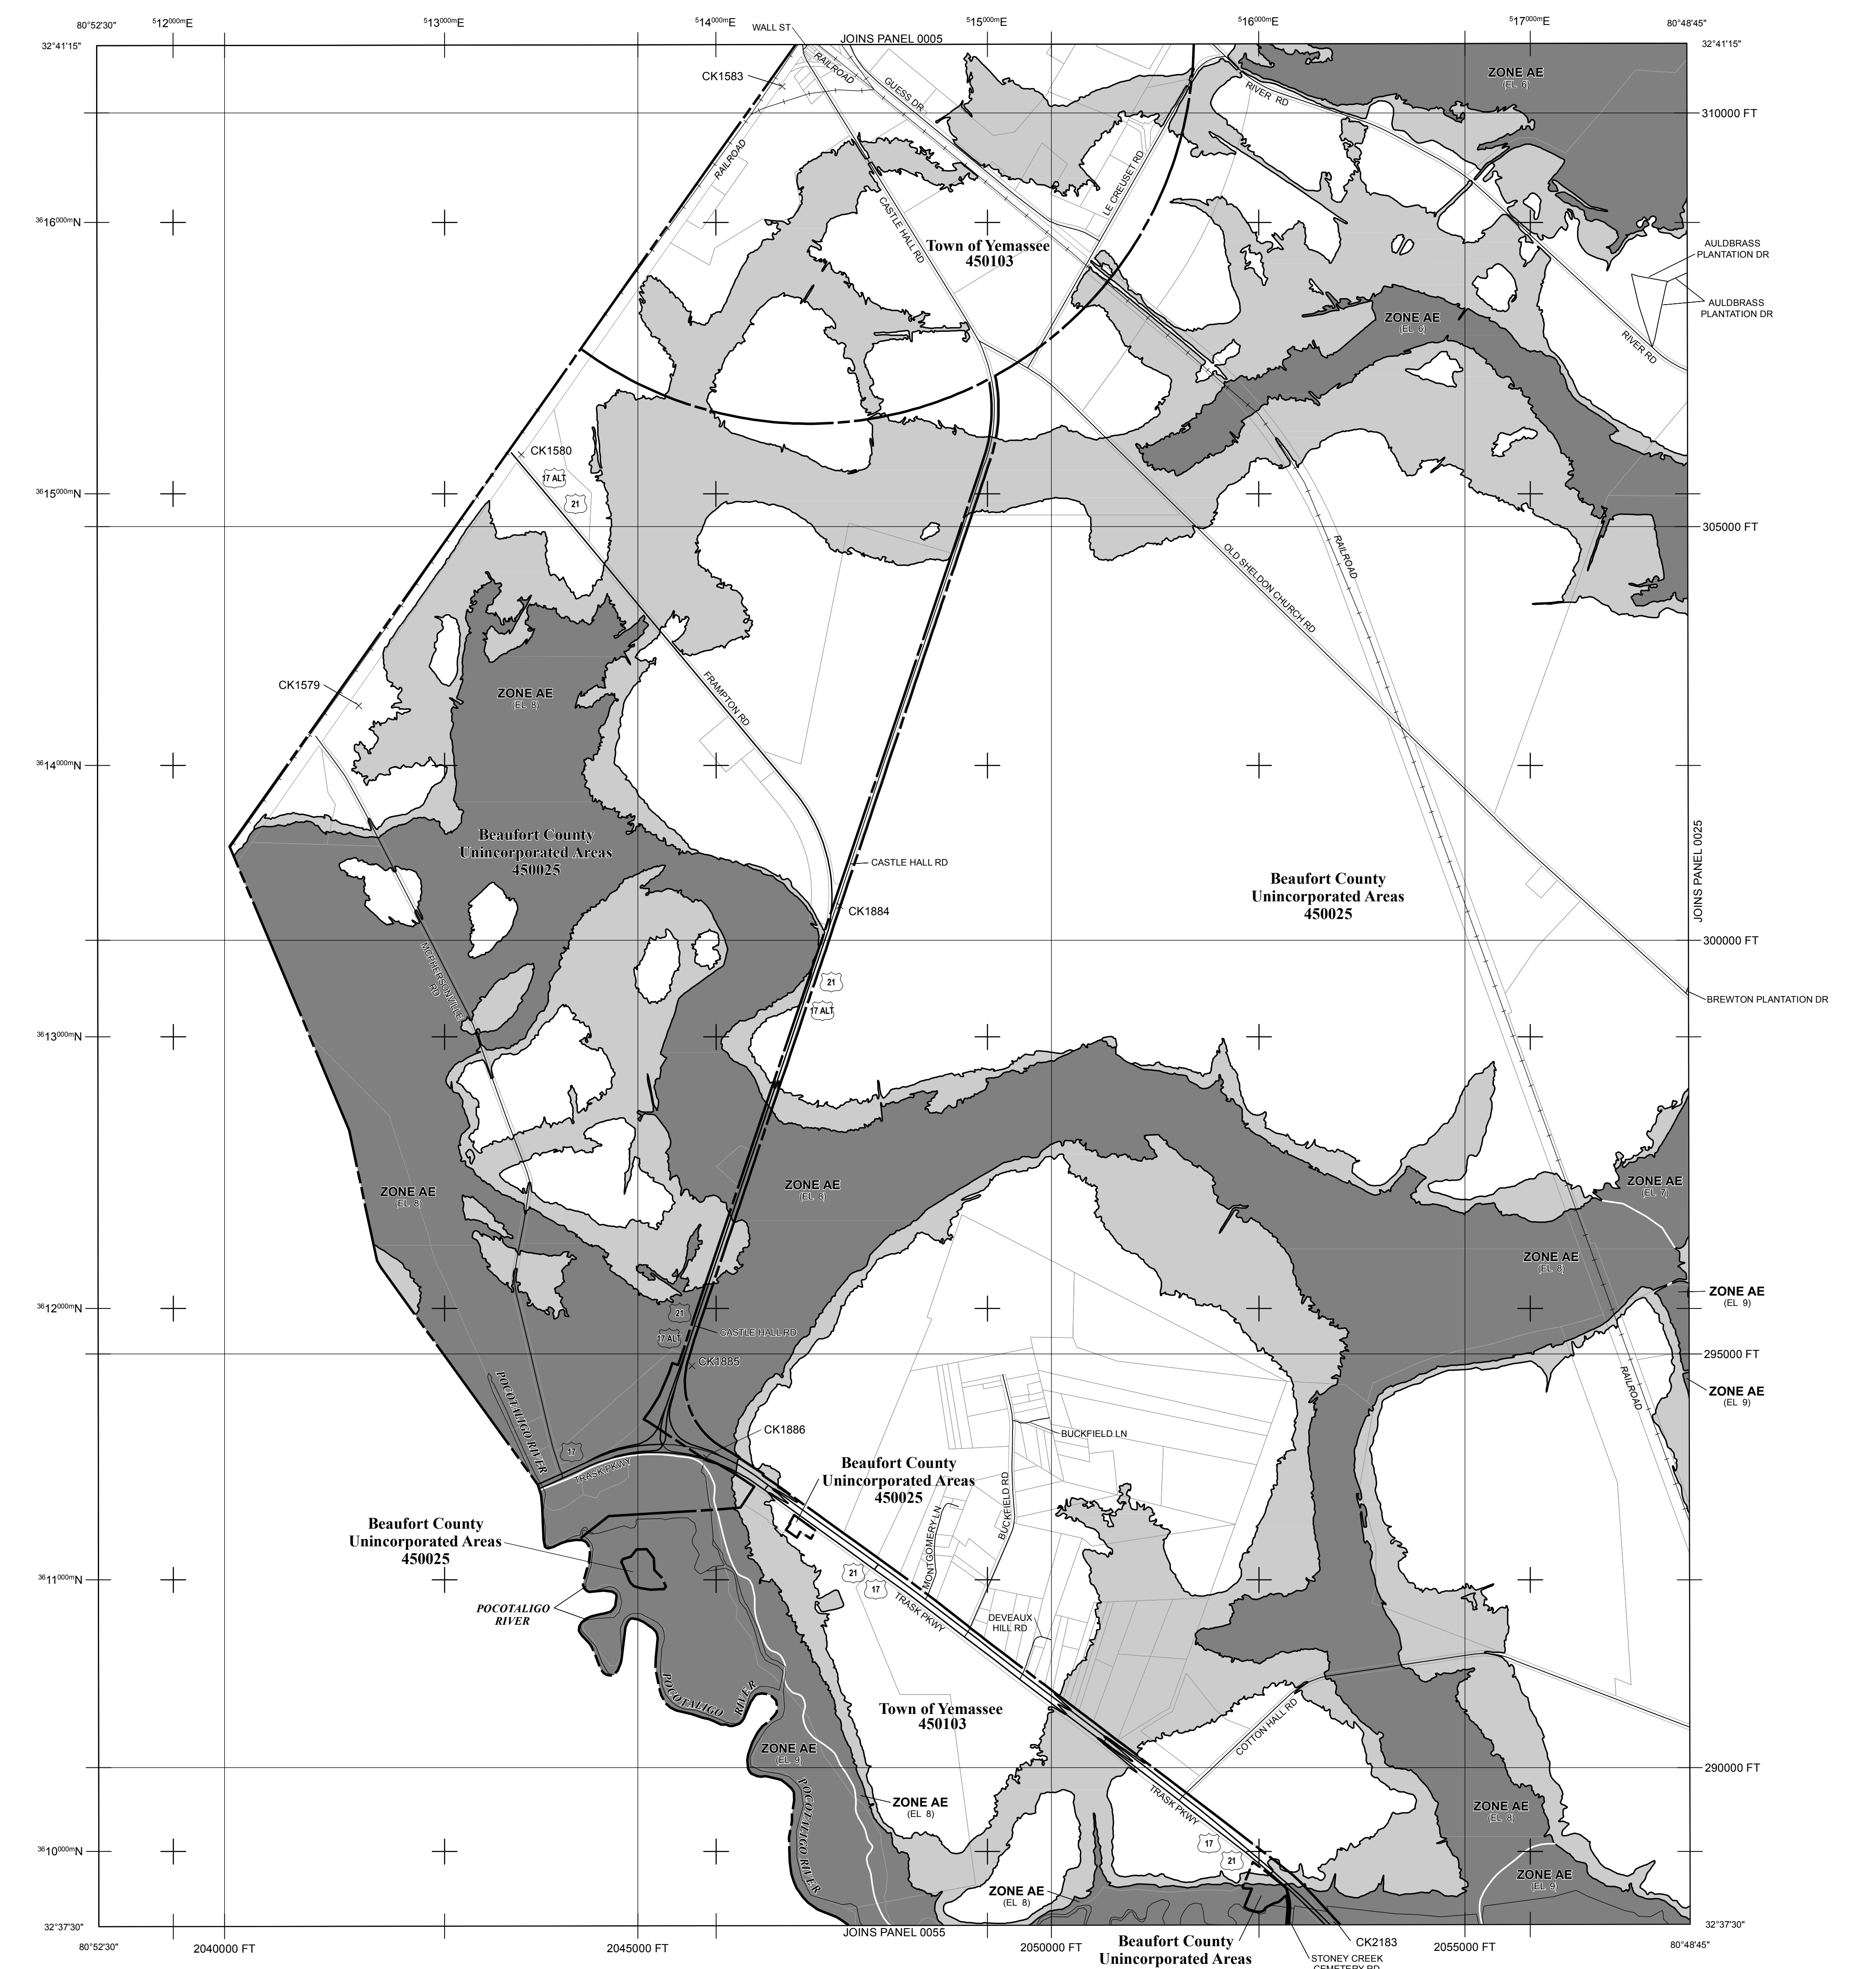 80°52'30"
512000mE
513000mE
514000mE
515000mE
516000mE
517000mE
80°48'45"
WALL ST
JOINS PANEL 0005
32°41'15"
32°41'15"
CK1583
RAILROAD
GUESS DR
RIVER RD
ZONE AE
(EL 6)
310000 FT
RAILROAD
LE CREUSET RD
CASTLE HALL RD
3616000mN
Town of Yemassee
450103
AULDBRASS
PLANTATION DR
AULDBRASS
PLANTATION DR
ZONE AE
(EL 6)
RIVER RD
CK1580
17 ALT
21
3615000mN
305000 FT
OLD SHELDON CHURCH RD
RAILROAD
CK1579
ZONE AE
(EL 8)
FRAMPTON RD
3614000mN
Beaufort County
Unincorporated Areas
450025
CASTLE HALL RD
CK1884
Beaufort County
Unincorporated Areas
450025
JOINS PANEL 0025
300000 FT
MCPHERSONVILLE
RD
21
17 ALT
BREWTON PLANTATION DR
3613000mN
ZONE AE
(EL 8)
ZONE AE
(EL 8)
ZONE AE
(EL 7)
ZONE AE
(EL 8)
ZONE AE
(EL 9)
3612000mN
21
17 ALT
CASTLE HALL RD
CK1885
295000 FT
ZONE AE
(EL 9)
RAILROAD
POCOTALIGO RIVER
17
TRASK PKWY
CK1886
BUCKFIELD LN
Beaufort County
Unincorporated Areas
450025
BUCKFIELD RD
MONTGOMERY LN
Beaufort County
Unincorporated Areas
450025
3611000mN
21
17
TRASK PKWY
POCOTALIGO
RIVER
DEVEAUX
HILL RD
POCOTALIGO
RIVER
Town of Yemassee
450103
COTTON HALL RD
ZONE AE
(EL 9)
290000 FT
POCOTALIGO RIVER
ZONE AE
(EL 8)
TRASK PKWY
ZONE AE
(EL 8)
3610000mN
17
21
ZONE AE
(EL 8)
ZONE AE
(EL 9)
32°37'30"
32°37'30"
JOINS PANEL 0055
80°52'30"
2040000 FT
2045000 FT
2050000 FT
2055000 FT
80°48'45"
Beaufort County
Unincorporated Areas
CK2183
STONEY CREEK
CEMETERY RD